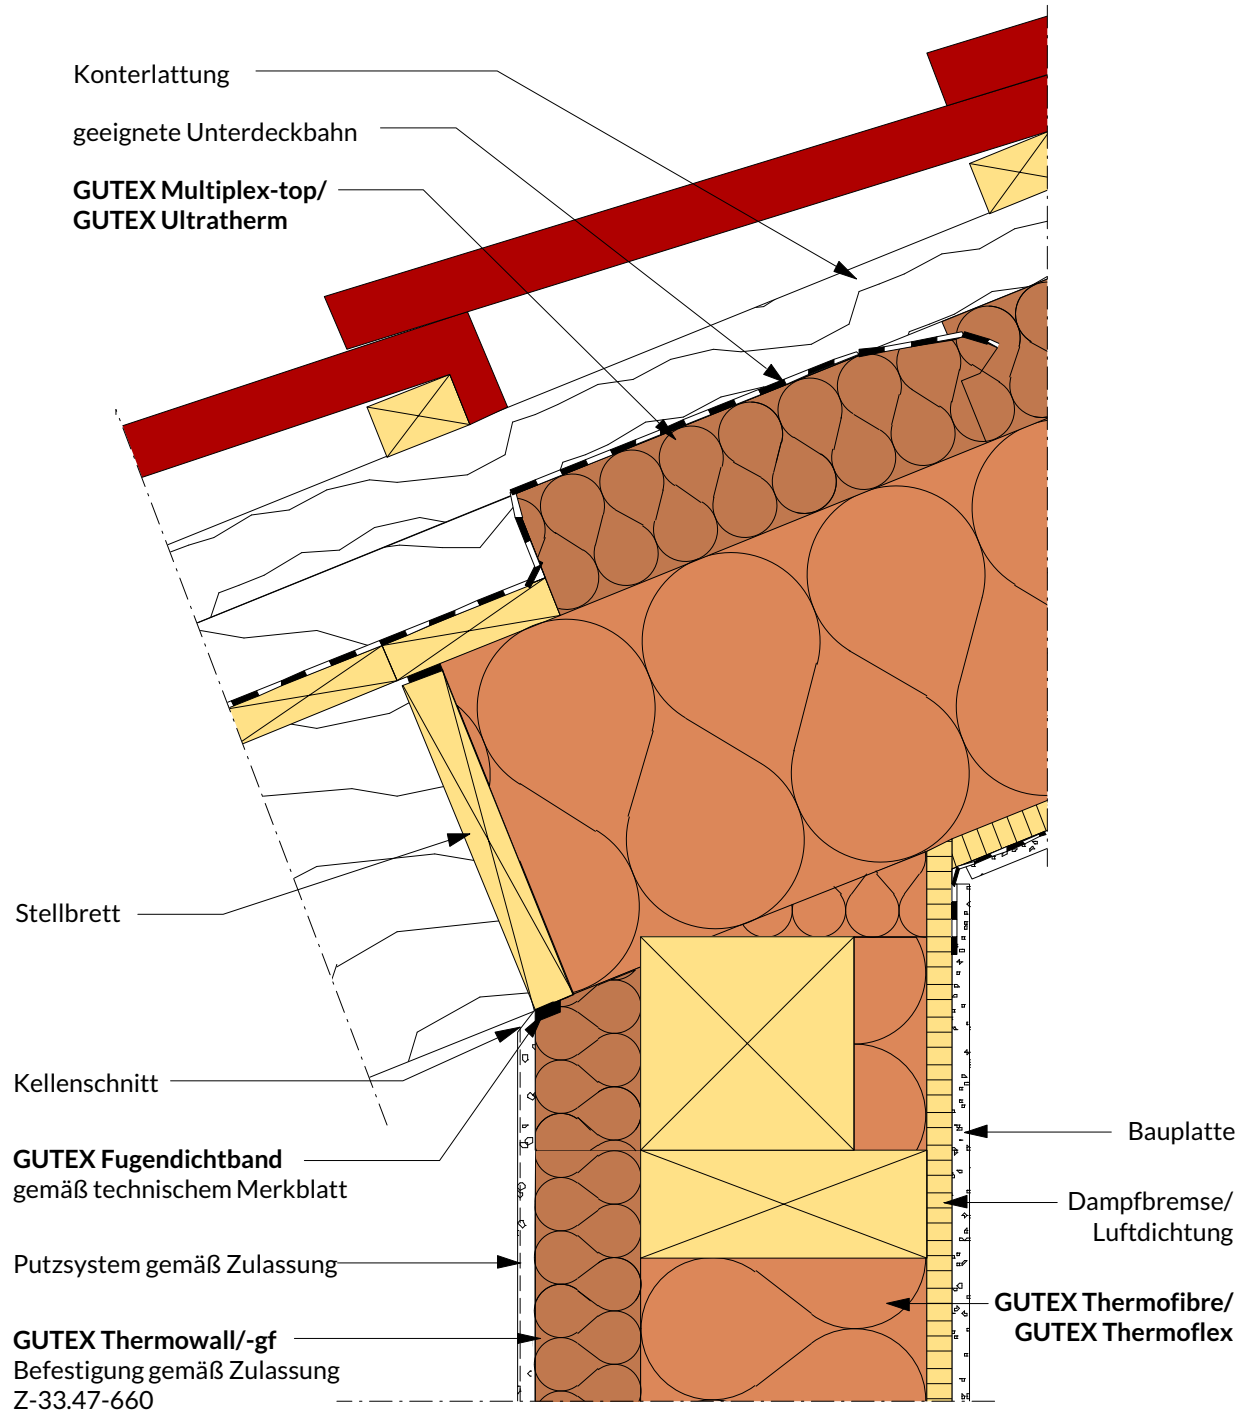 Konterlattung
geeignete Unterdeckbahn
GUTEX Multiplex-top/
GUTEX Ultratherm
Stellbrett
Kellenschnitt
GUTEX Fugendichtband
gemäß technischem Merkblatt
Putzsystem gemäß Zulassung
GUTEX Thermowall/-gf
Befestigung gemäß Zulassung
Z-33.47-660
Bauplatte
Dampfbremse/
Luftdichtung
GUTEX Thermofibre/
GUTEX Thermoflex